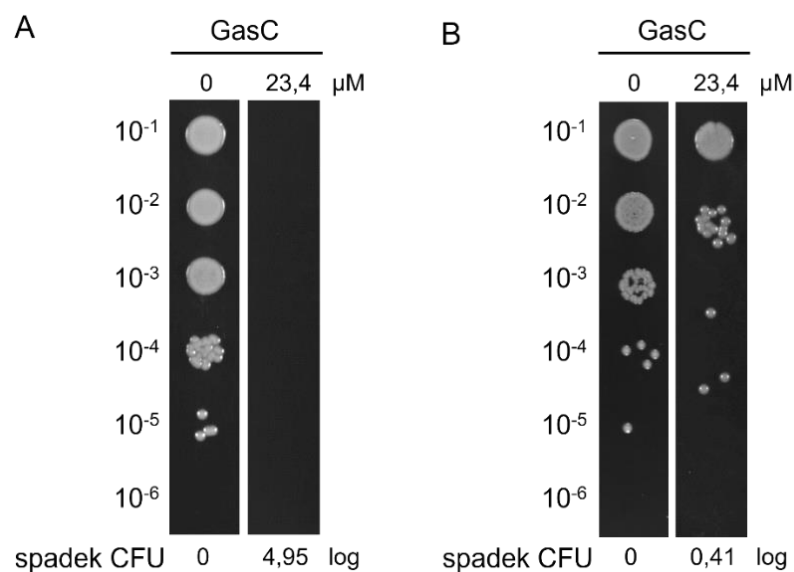 A
GasC
0 23,4 µM
10⁻¹
10⁻²
10⁻³
10⁻⁴
10⁻⁵
10⁻⁶
spadek CFU 0 4,95 log
B
GasC
0 23,4 µM
10⁻¹
10⁻²
10⁻³
10⁻⁴
10⁻⁵
10⁻⁶
spadek CFU 0 0,41 log